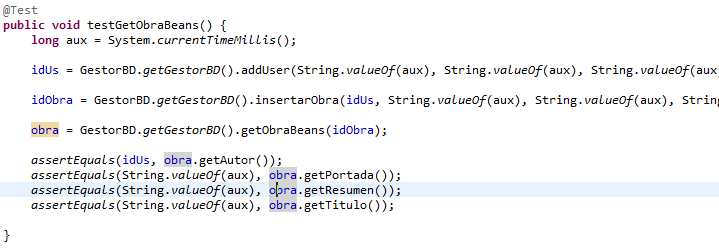 @Test
public void testGetObraBeans() {
long aux = System.currentTimeMillis();
idUs = GestorBD.getGestorBD().addUser(String.valueOf(aux), String.valueOf(aux), String.valueOf(aux
idObra = GestorBD.getGestorBD().insertarObra(idUs, String.valueOf(aux), String.valueOf(aux), Strin
obra = GestorBD.getGestorBD().getObraBeans(idObra);
assertEquals(idUs, obra.getAutor());
assertEquals(String.valueOf(aux), obra.getPortada());
assertEquals(String.valueOf(aux), obra.getResumen());
assertEquals(String.valueOf(aux), obra.getTitulo());
}